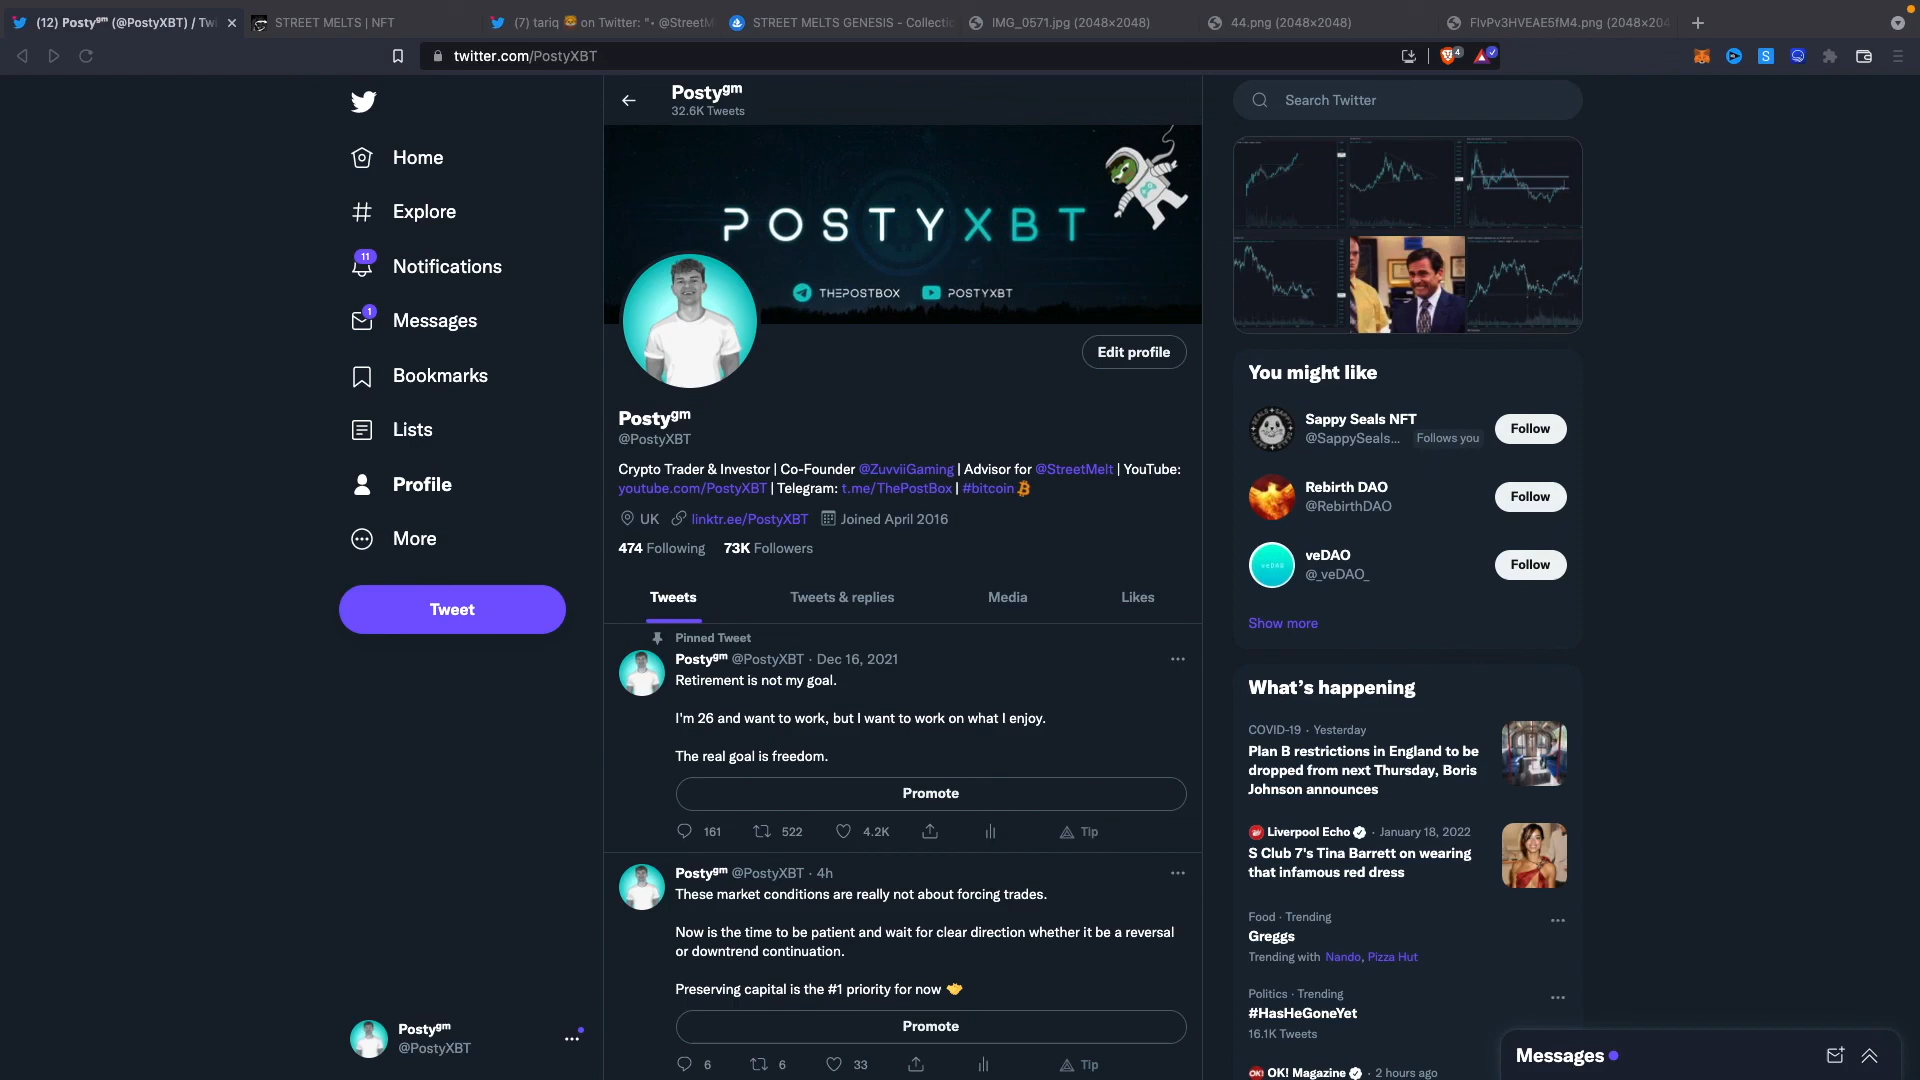 (12) Postyᵍᵐ (@PostyXBT) / Twi
STREET MELTS | NFT
(7) tariq 🦁 on Twitter: "• @StreetM
STREET MELTS GENESIS - Collectio
IMG_0571.jpg (2048×2048)
44.png (2048×2048)
FIvPv3HVEAE5fM4.png (2048×204
twitter.com/PostyXBT
4
S
Home
Explore
11
Notifications
1
Messages
Bookmarks
Lists
Profile
More
Tweet
Postyᵍᵐ
@PostyXBT
Postyᵍᵐ
32.6K Tweets
POSTYXBT
THEPOSTBOX
POSTYXBT
Edit profile
Postyᵍᵐ
@PostyXBT
Crypto Trader & Investor | Co-Founder @ZuvviiGaming | Advisor for @StreetMelt | YouTube:
youtube.com/PostyXBT | Telegram: t.me/ThePostBox | #bitcoin
UK linktr.ee/PostyXBT Joined April 2016
474 Following 73K Followers
Tweets
Tweets & replies
Media
Likes
Pinned Tweet
Postyᵍᵐ @PostyXBT · Dec 16, 2021
Retirement is not my goal.
I'm 26 and want to work, but I want to work on what I enjoy.
The real goal is freedom.
Promote
161 522 4.2K Tip
Postyᵍᵐ @PostyXBT · 4h
These market conditions are really not about forcing trades.
Now is the time to be patient and wait for clear direction whether it be a reversal
or downtrend continuation.
Preserving capital is the #1 priority for now
Promote
6 6 33 Tip
Search Twitter
You might like
Sappy Seals NFT
@SappySeals... Follows you
Follow
Rebirth DAO
@RebirthDAO
Follow
veDAO
veDAO
@_veDAO_
Follow
Show more
What's happening
COVID-19 · Yesterday
Plan B restrictions in England to be
dropped from next Thursday, Boris
Johnson announces
Liverpool Echo · January 18, 2022
S Club 7's Tina Barrett on wearing
that infamous red dress
Food · Trending
Greggs
Trending with Nando, Pizza Hut
Politics · Trending
#HasHeGoneYet
16.1K Tweets
OK! OK! Magazine · 2 hours ago
Messages